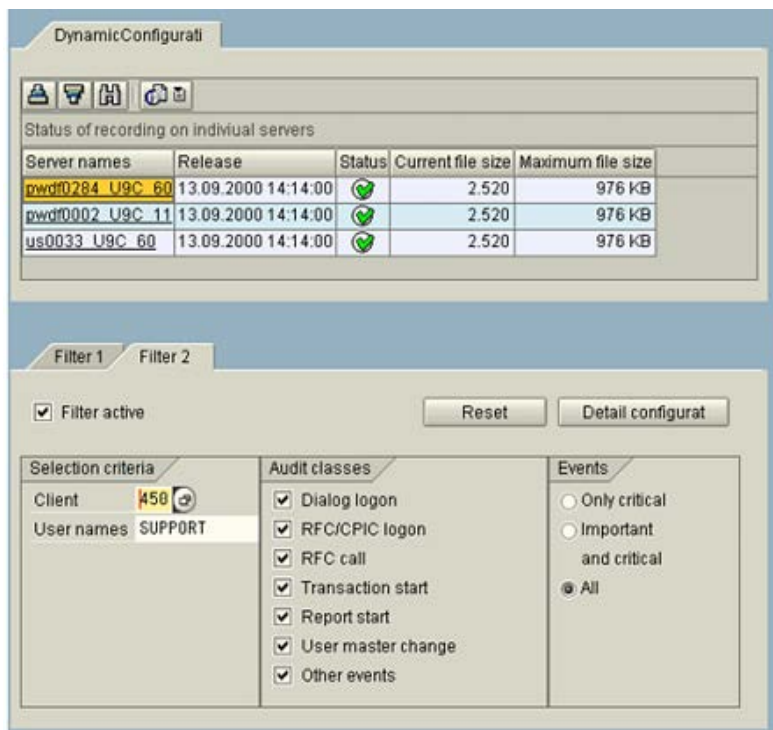 DynamicConfigurati
Status of recording on indiviual servers
Server names Release Status Current file size Maximum file size
pwdf0284_U9C_60 13.09.2000 14:14:00 2.520 976 KB
pwdf0002_U9C_11 13.09.2000 14:14:00 2.520 976 KB
us0033_U9C_60 13.09.2000 14:14:00 2.520 976 KB
Filter 1 Filter 2
Filter active Reset Detail configurat
Selection criteria Audit classes Events
Client 450 Dialog logon Only critical
User names SUPPORT RFC/CPIC logon Important
RFC call and critical
Transaction start All
Report start
User master change
Other events